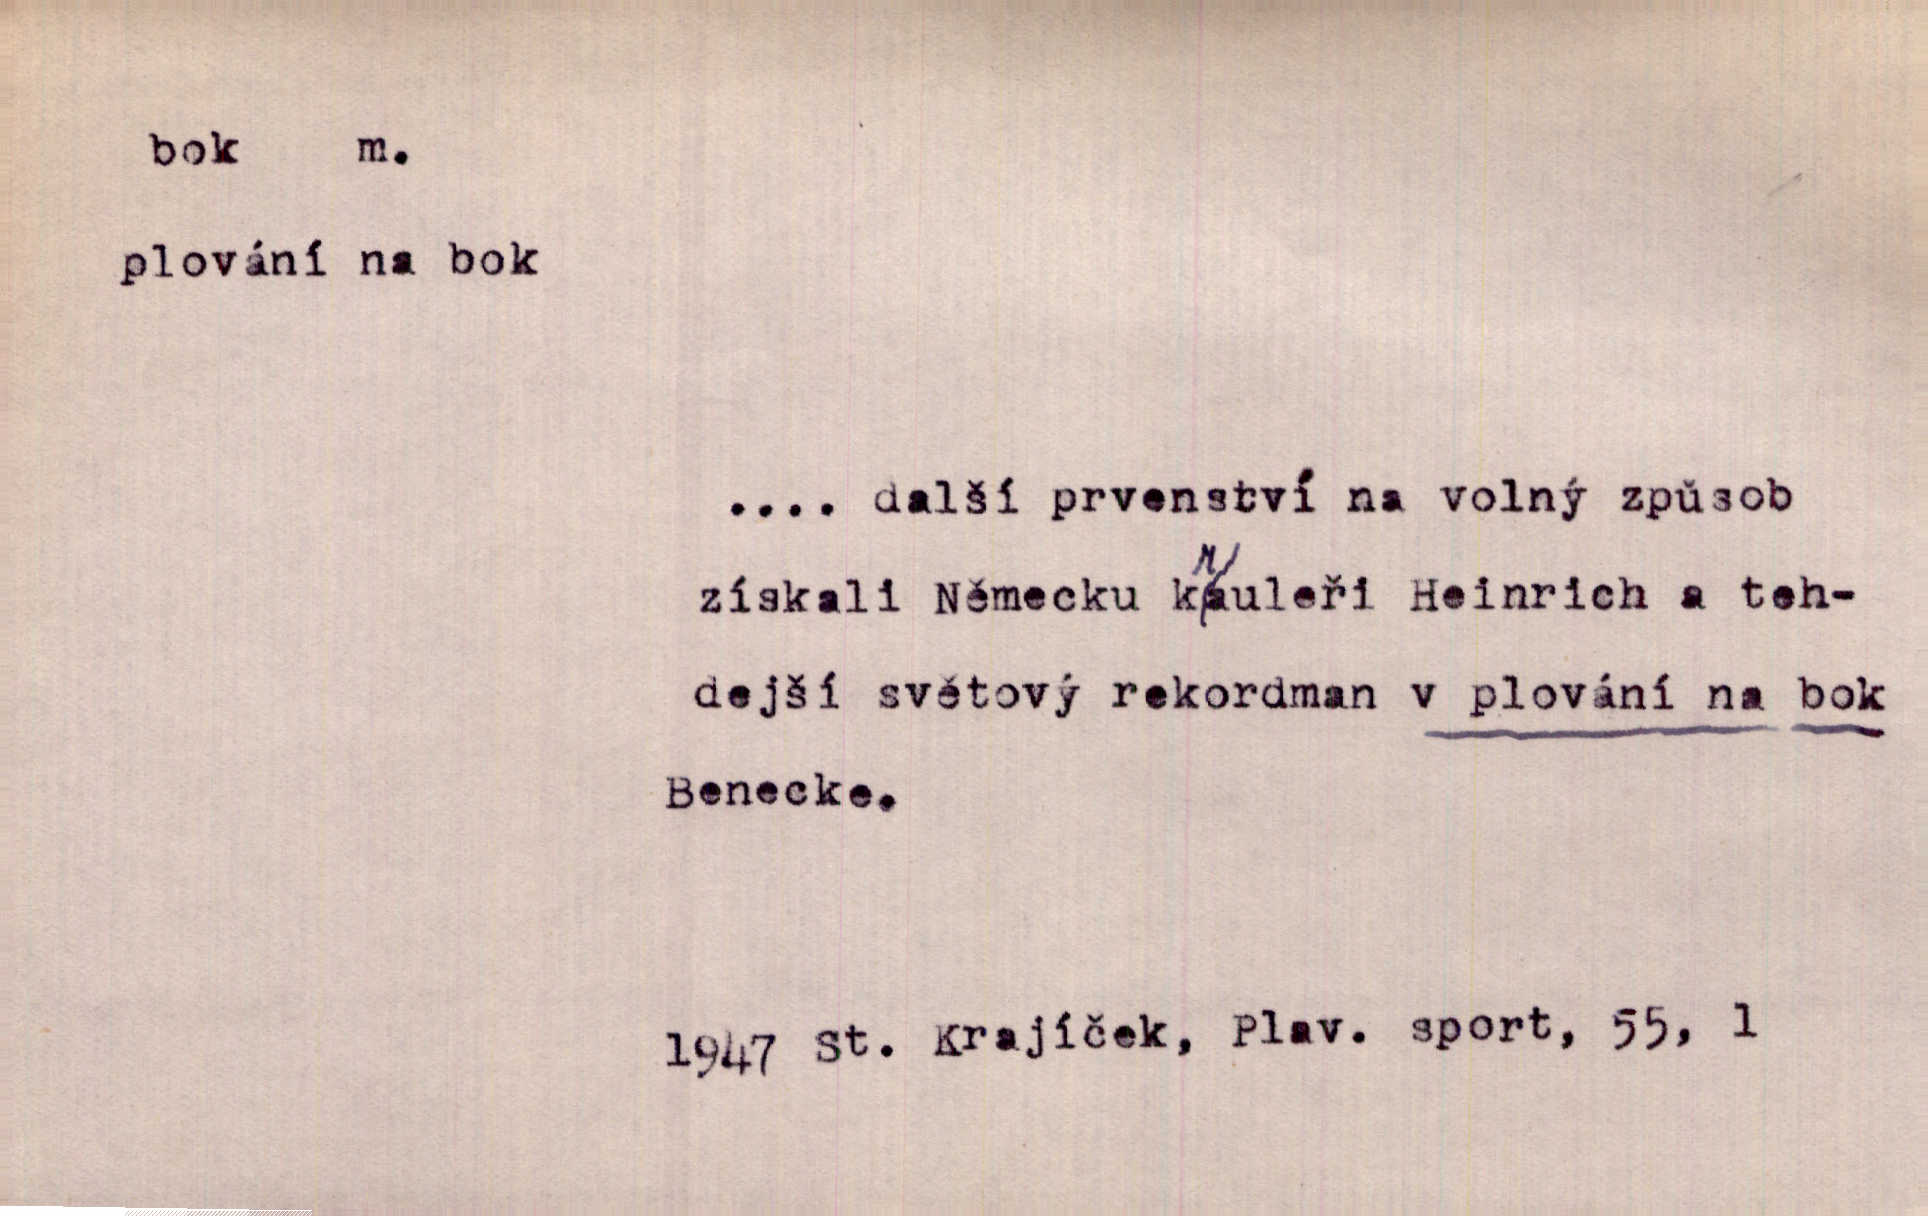 bok m.
plování na bok
.... další prvenství na volný způsob
získali Německu krauleři Heinrich a teh-
dejší světový rekordman v plování na bok
Benecke.
1947 St. Krajíček, Plav. sport, 55, 1